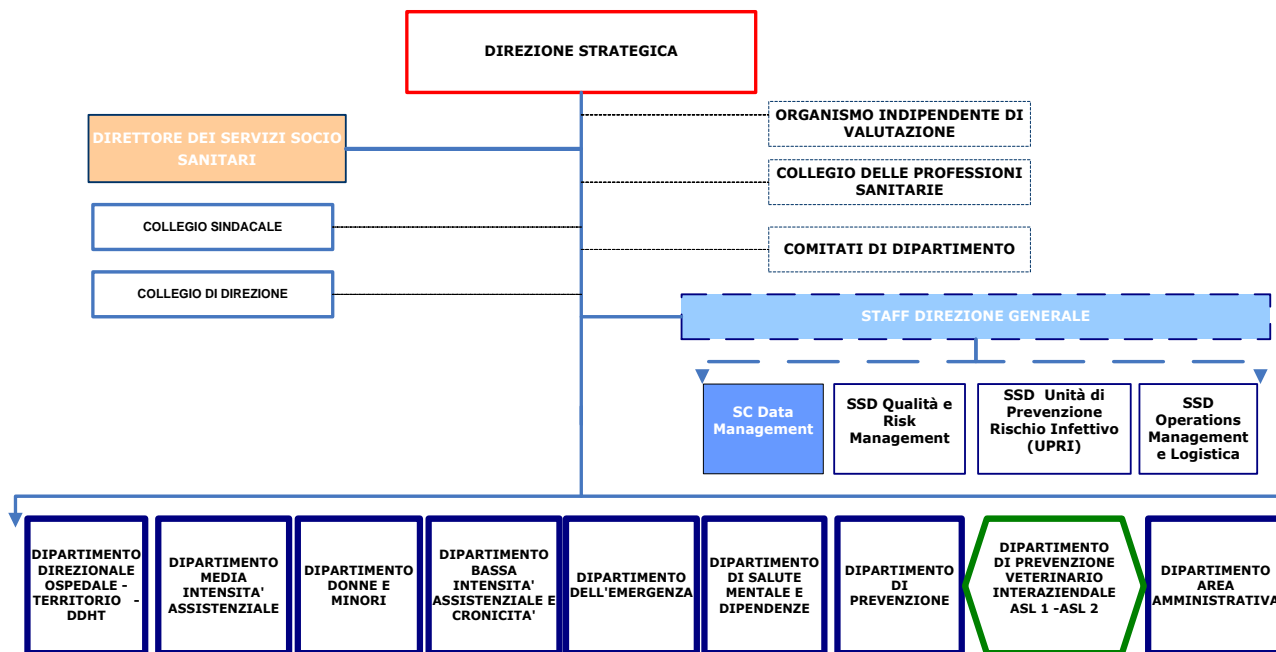 DIREZIONE STRATEGICA
ORGANISMO INDIPENDENTE DI
VALUTAZIONE
DIRETTORE DEI SERVIZI SOCIO
SANITARI
COLLEGIO DELLE PROFESSIONI
SANITARIE
COLLEGIO SINDACALE
COMITATI DI DIPARTIMENTO
COLLEGIO DI DIREZIONE
STAFF DIREZIONE GENERALE
SC Data
Management
SSD Qualità e
Risk
Management
SSD Unità di
Prevenzione
Rischio Infettivo
(UPRI)
SSD
Operations
Management
e Logistica
DIPARTIMENTO
DIREZIONALE
OSPEDALE -
TERRITORIO -
DDHT
DIPARTIMENTO
MEDIA
INTENSITA'
ASSISTENZIALE
DIPARTIMENTO
DONNE E
MINORI
DIPARTIMENTO
BASSA
INTENSITA'
ASSISTENZIALE E
CRONICITA'
DIPARTIMENTO
DELL'EMERGENZA
DIPARTIMENTO
DI SALUTE
MENTALE E
DIPENDENZE
DIPARTIMENTO
DI
PREVENZIONE
DIPARTIMENTO
DI PREVENZIONE
VETERINARIO
INTERAZIENDALE
ASL 1 -ASL 2
DIPARTIMENTO
AREA
AMMINISTRATIVA